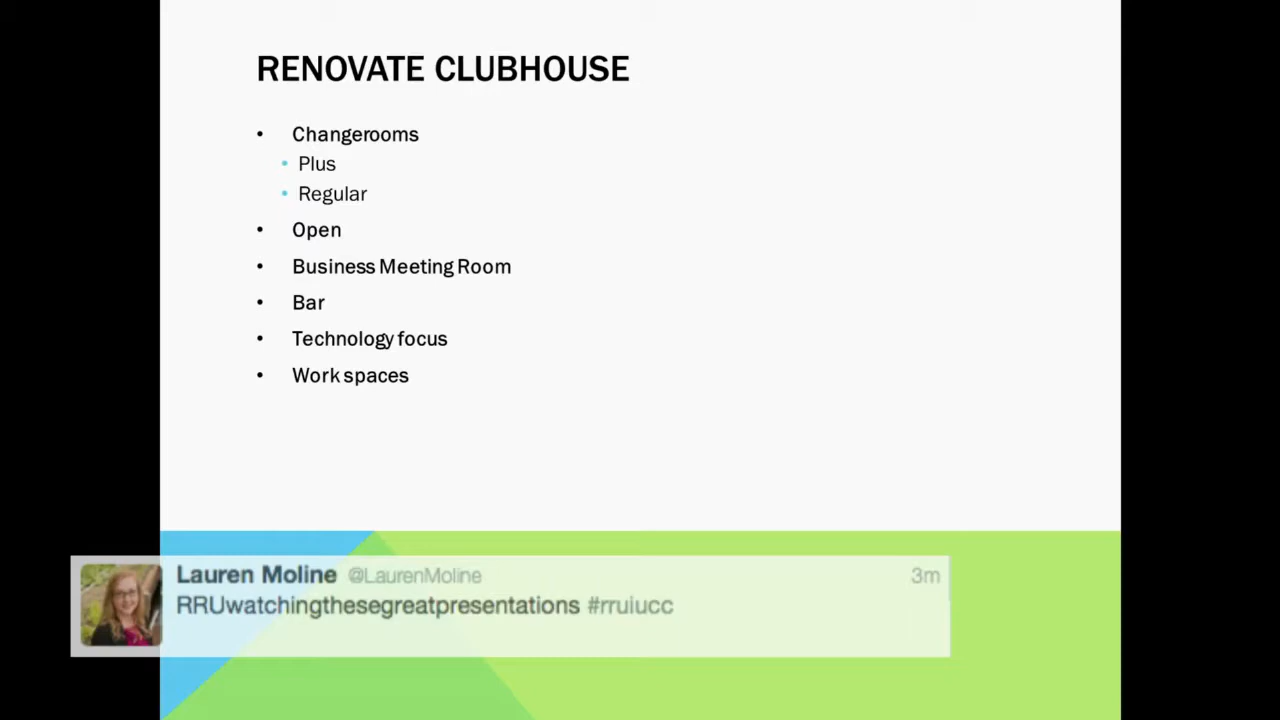 RENOVATE CLUBHOUSE
• Changerooms
• Plus
• Regular
• Open
• Business Meeting Room
• Bar
• Technology focus
• Work spaces
Lauren Moline @LaurenMoline 3m
RRUwatchingthesegreatpresentations #rruiucc